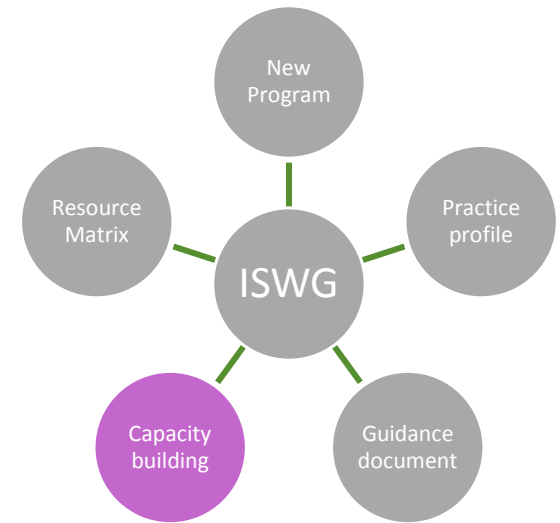 New
Program
Resource
Matrix
Practice
profile
ISWG
Capacity
building
Guidance
document